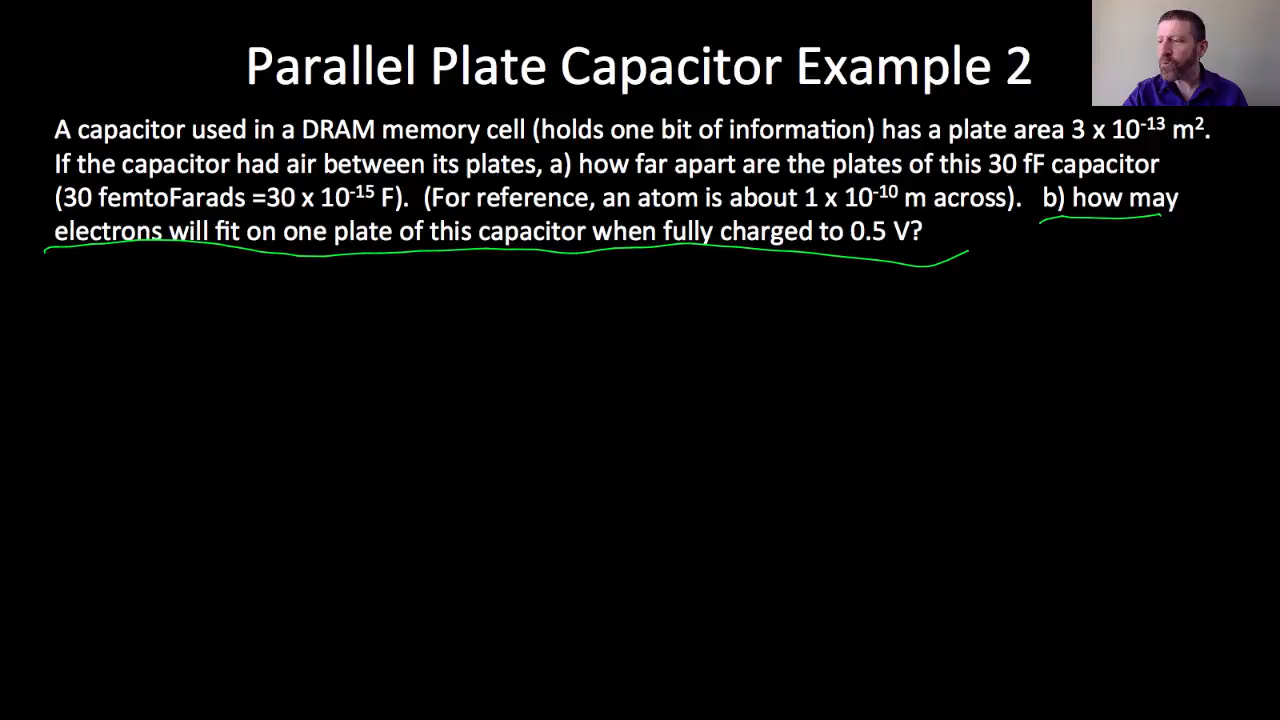 Parallel Plate Capacitor Example 2
A capacitor used in a DRAM memory cell (holds one bit of information) has a plate area 3 x 10⁻¹³ m².
If the capacitor had air between its plates, a) how far apart are the plates of this 30 fF capacitor
(30 femtoFarads =30 x 10⁻¹⁵ F). (For reference, an atom is about 1 x 10⁻¹⁰ m across). b) how may
electrons will fit on one plate of this capacitor when fully charged to 0.5 V?